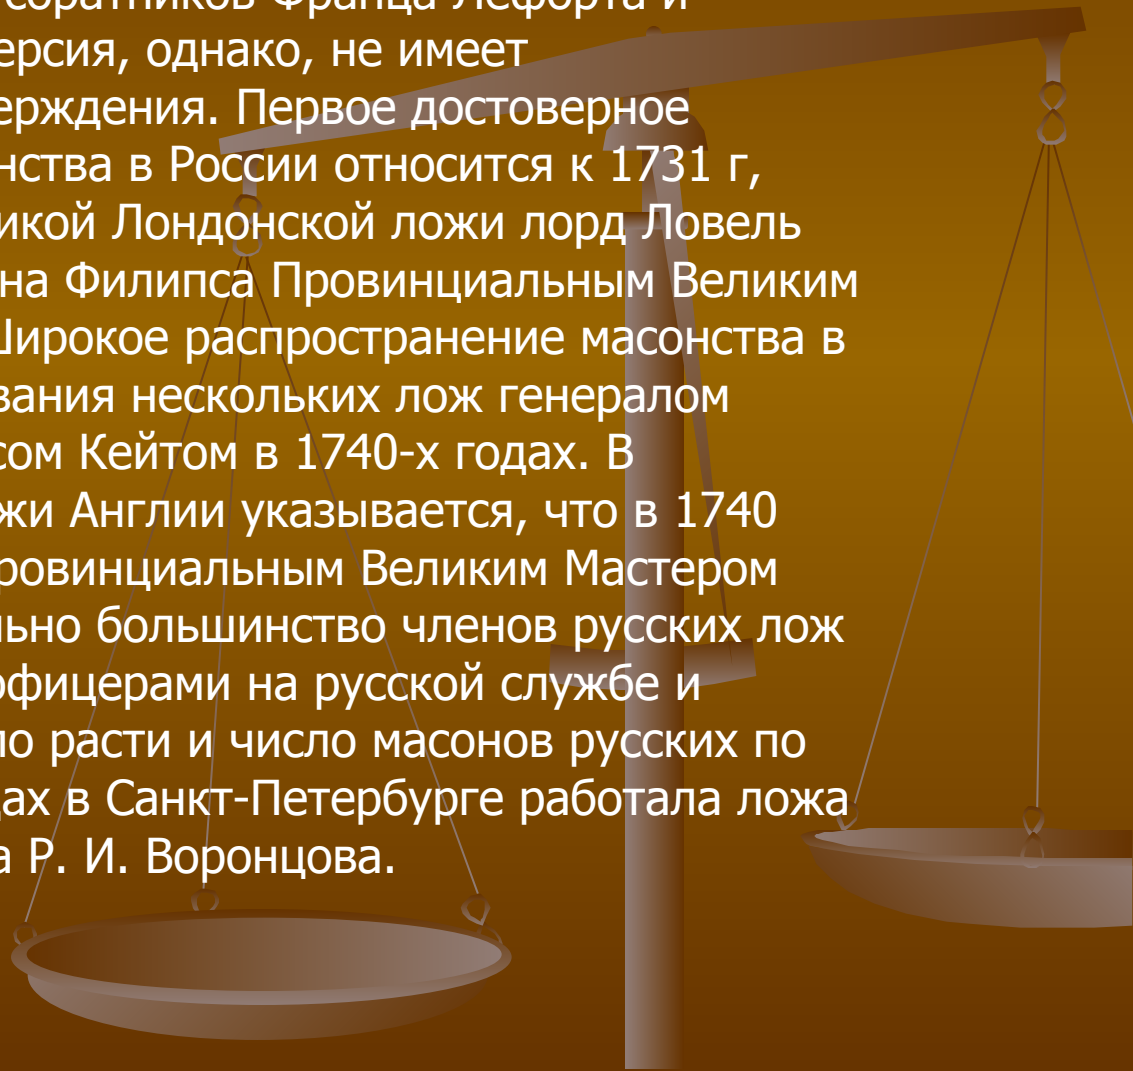 соратников Франца Лефорта и
ерсия, однако, не имеет
ерждения. Первое достоверное
нства в России относится к 1731 г,
икой Лондонской ложи лорд Ловель
на Филипса Провинциальным Великим
Широкое распространение масонства в
вания нескольких лож генералом
сом Кейтом в 1740-х годах. В
жи Англии указывается, что в 1740
ровинциальным Великим Мастером
льно большинство членов русских лож
офицерами на русской службе и
ло расти и число масонов русских по
дах в Санкт-Петербурге работала ложа
а Р. И. Воронцова.